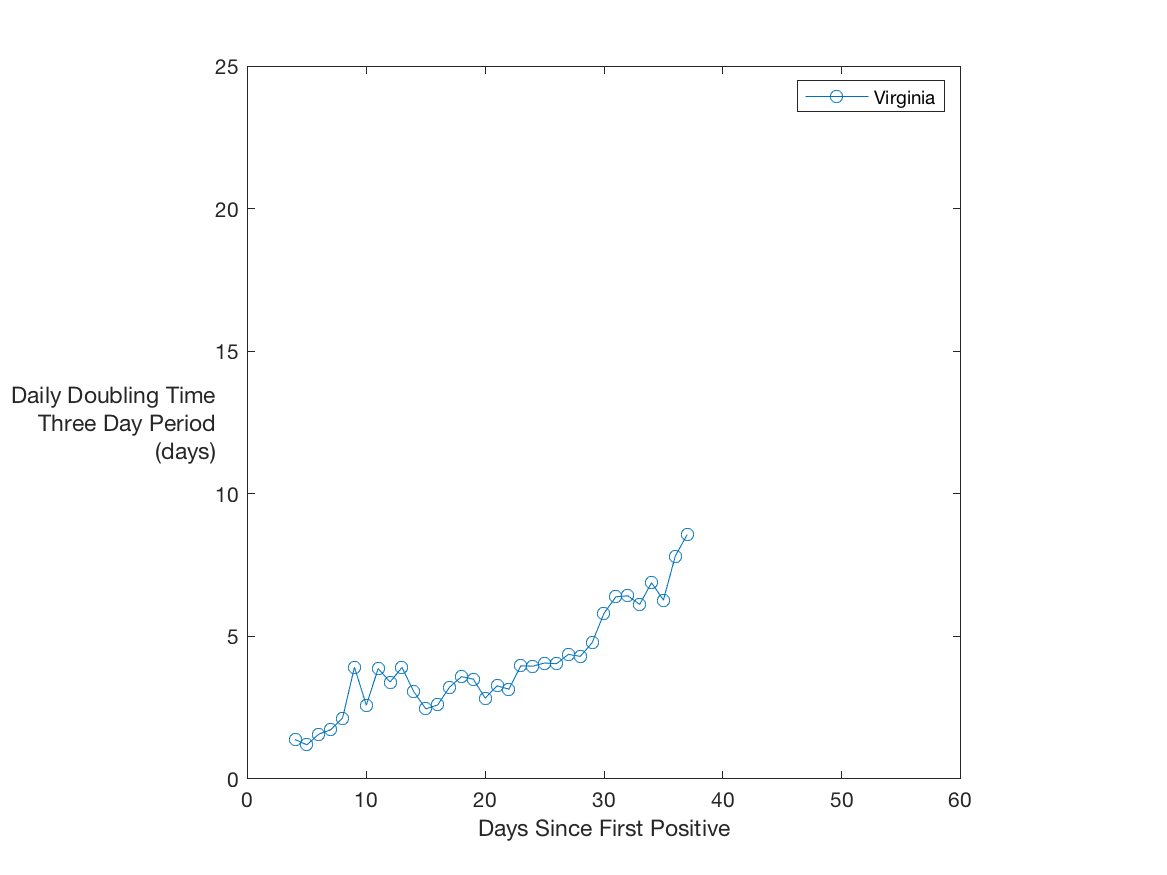 25
Virginia
20
15
Daily Doubling Time
Three Day Period
(days)
10
5
0
0 10 20 30 40 50 60
Days Since First Positive